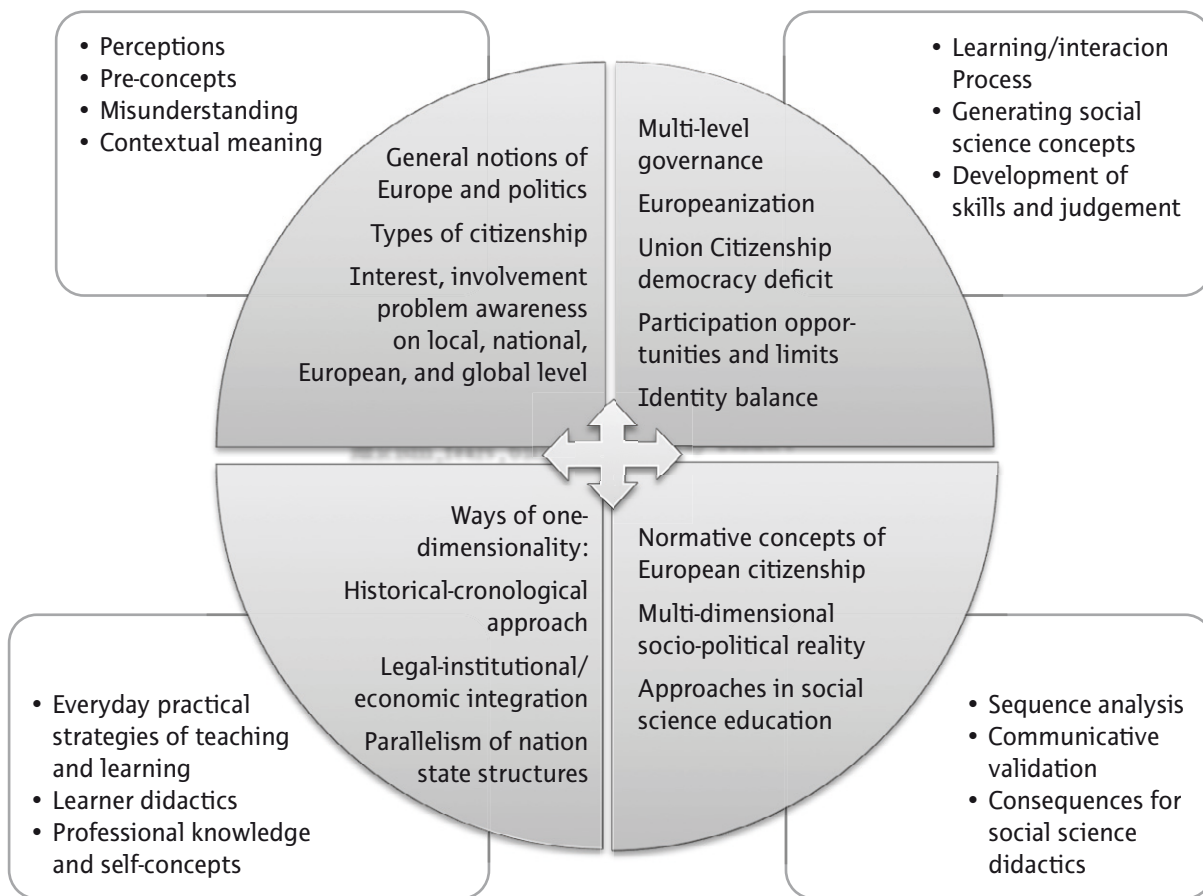 • Perceptions
• Pre-concepts
• Misunderstanding
• Contextual meaning
General notions of
Europe and politics
Types of citizenship
Interest, involvement
problem awareness
on local, national,
European, and global level
Multi-level
governance
Europeanization
Union Citizenship
democracy deficit
Participation oppor-
tunities and limits
Identity balance
• Learning/interacion
Process
• Generating social
science concepts
• Development of
skills and judgement
• Everyday practical
strategies of teaching
and learning
• Learner didactics
• Professional knowledge
and self-concepts
Ways of one-
dimensionality:
Historical-cronological
approach
Legal-institutional/
economic integration
Parallelism of nation
state structures
Normative concepts of
European citizenship
Multi-dimensional
socio-political reality
Approaches in social
science education
• Sequence analysis
• Communicative
validation
• Consequences for
social science
didactics